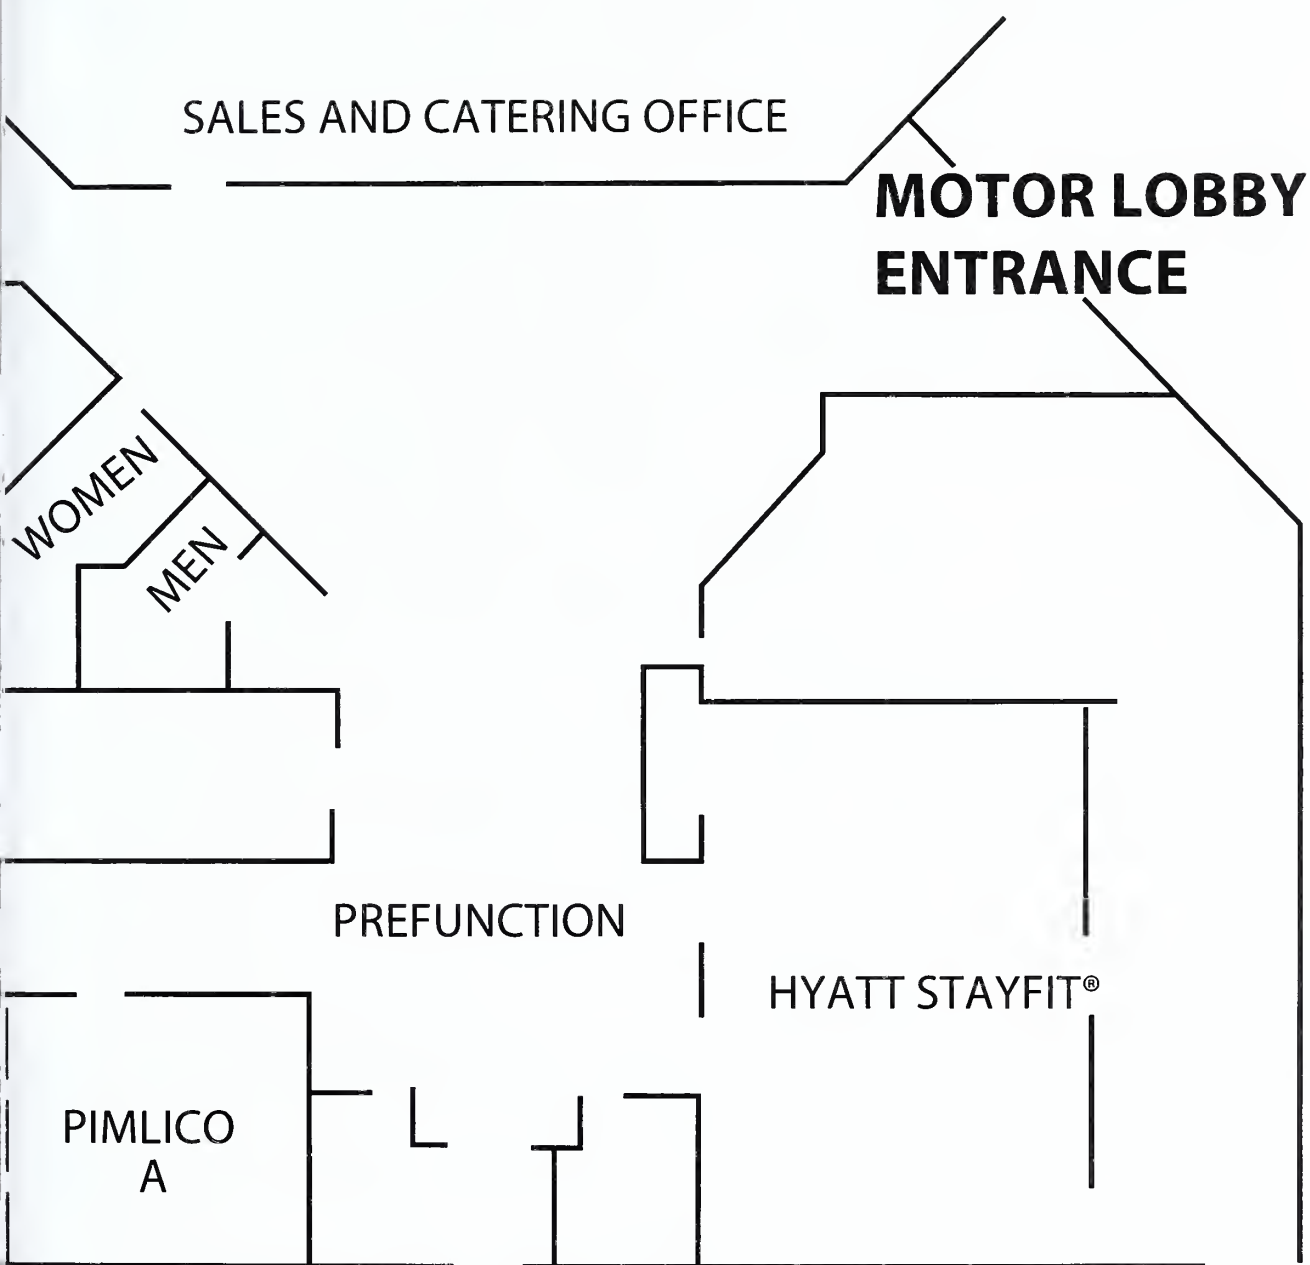 SALES AND CATERING OFFICE
MOTOR LOBBY
ENTRANCE
WOMEN
MEN
PREFUNCTION
HYATT STAYFIT®
PIMLICO
A